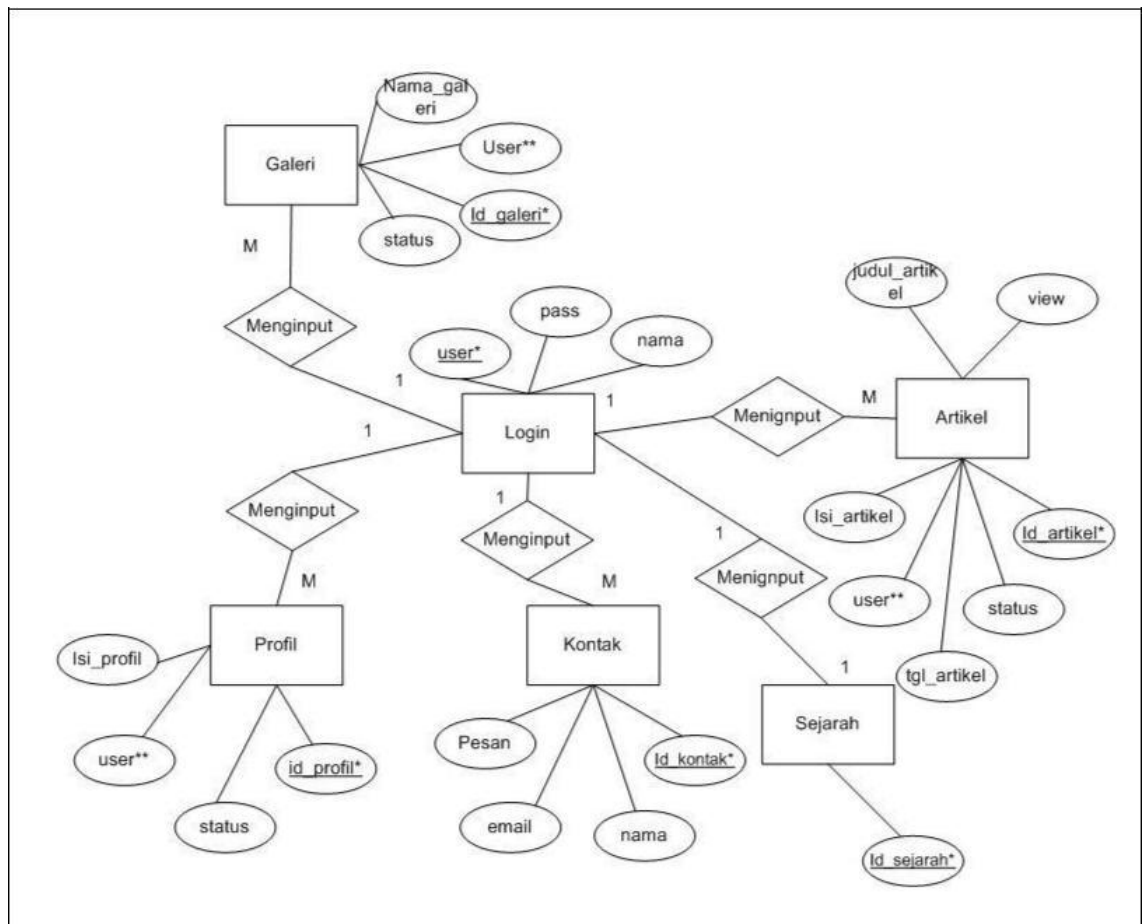 Nama_gal
eri
Galeri
User**
Id_galeri*
status
M
Menginput
1
judul_artik
el
view
pass
user*
nama
1
Login
1
Menignput
M
Artikel
Menginput
M
1
Menginput
M
1
Menignput
1
Isi_artikel
Id_artikel*
user**
status
tgl_artikel
Profil
Isi_profil
user**
id_profil*
status
Kontak
Pesan
Id_kontak*
email
nama
Sejarah
Id_sejarah*